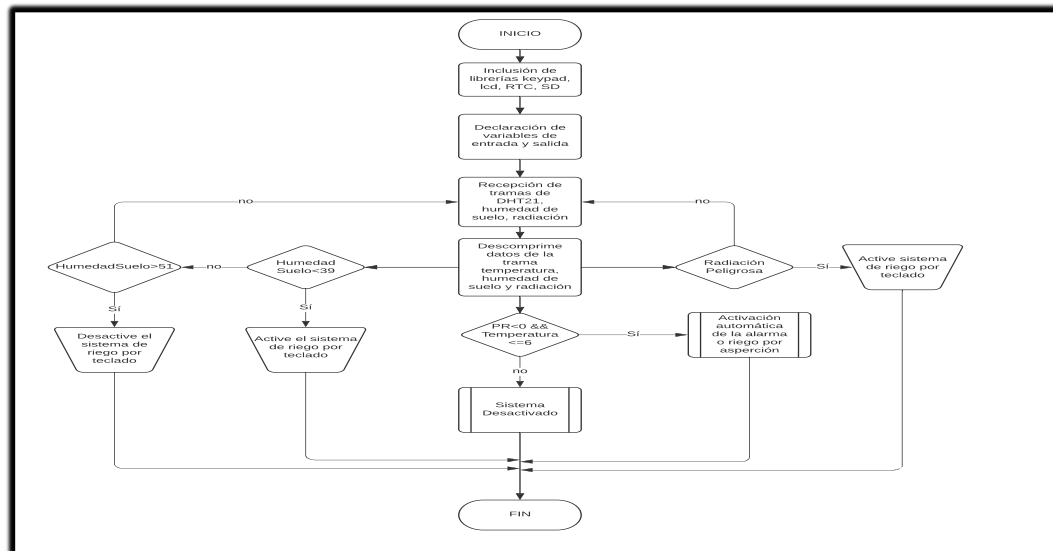 INICIO
Inclusión de
librerías keypad,
lcd, RTC, SD
Declaración de
variables de
entrada y salida
Recepción de
tramas de
DHT21,
humedad de
suelo, radiación
no
no
Descomprime
datos de la
trama
temperatura,
humedad de
suelo y radiación
HumedadSuelo>51
no
Humedad
Suelo<39
Radiación
Peligrosa
Sí
Active sistema
de riego por
teclado
Sí
Sí
Desactive el
sistema de
riego por
teclado
Active el sistema
de riego por
teclado
PR<0 &&
Temperatura
<=6
Sí
Activación
automática
de la alarma
o riego por
asperción
no
Sistema
Desactivado
FIN